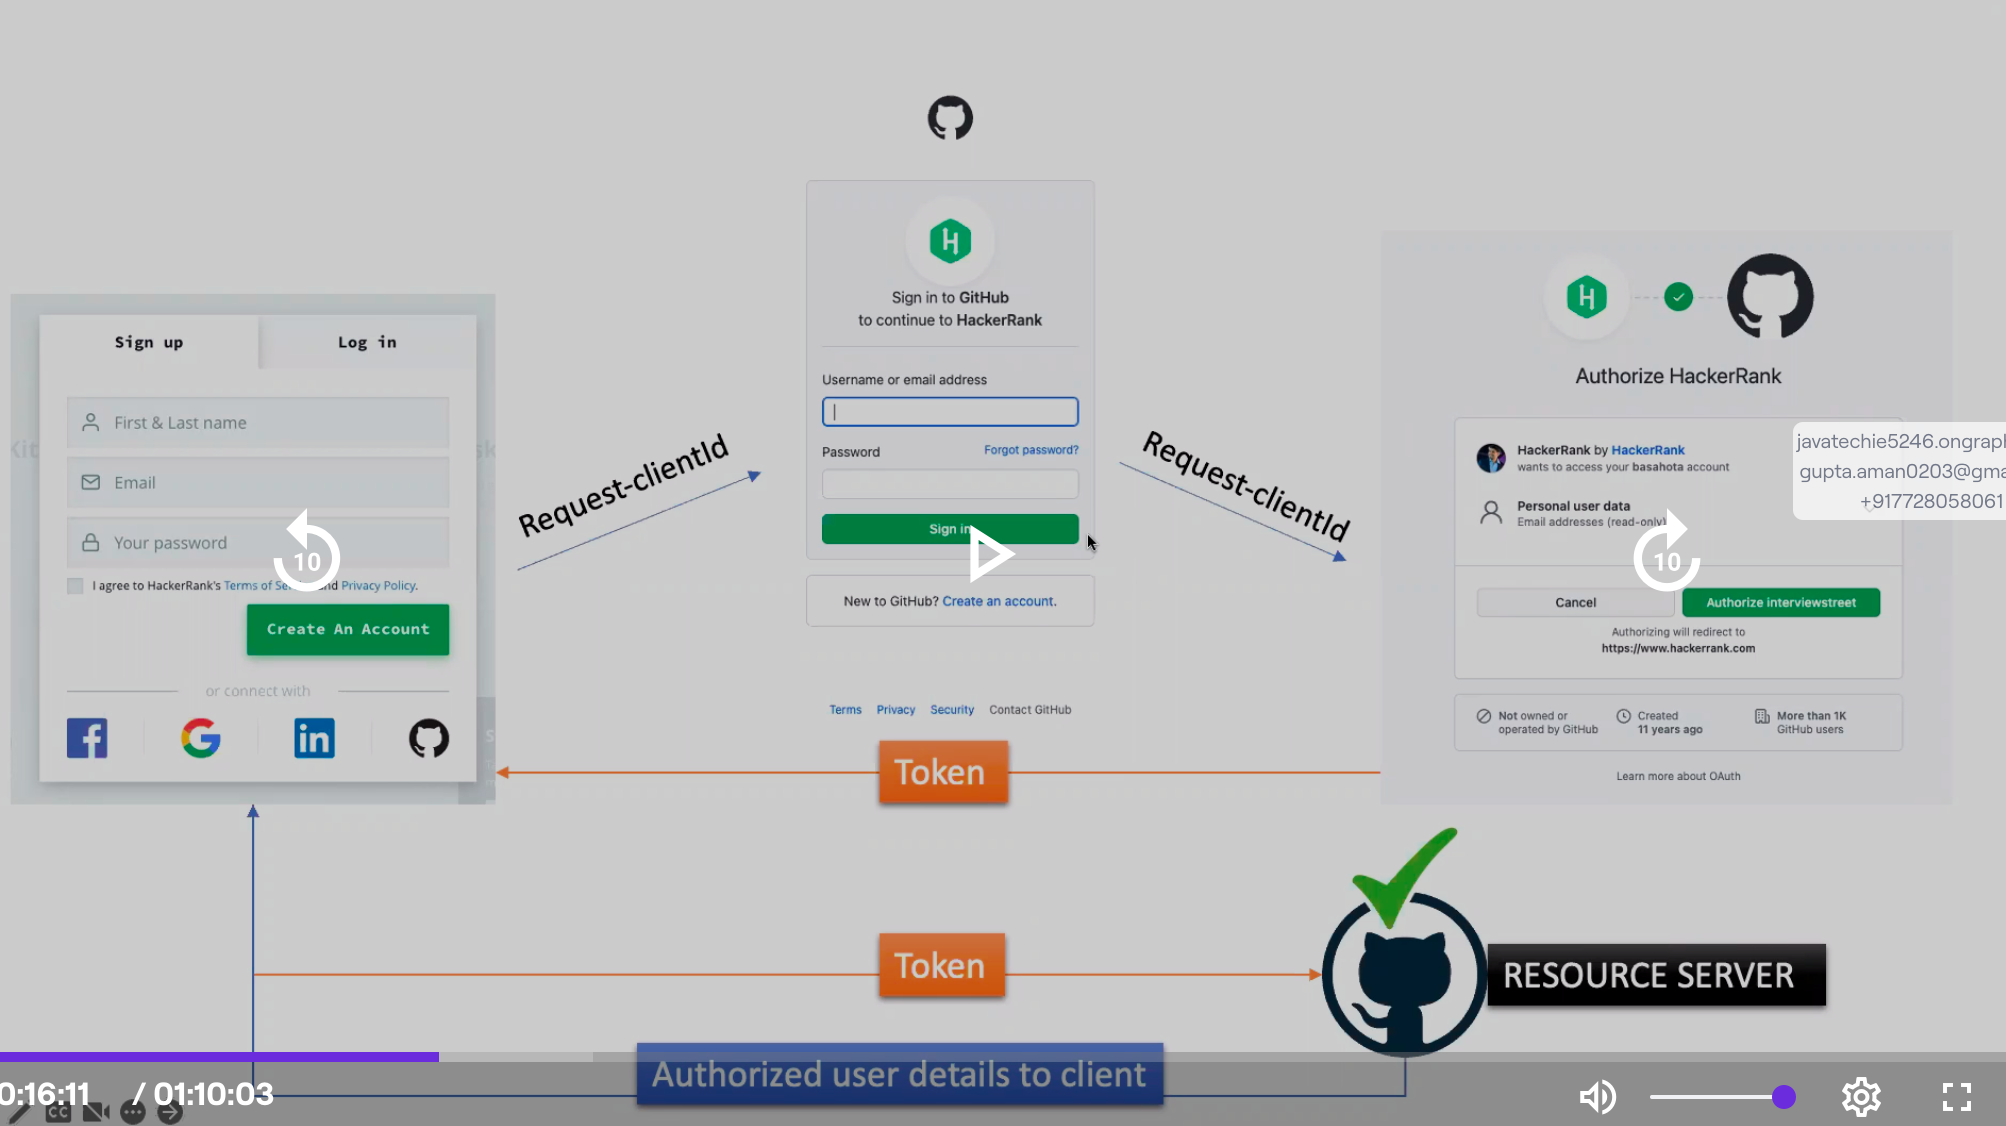 Sign up
Log in
First & Last name
Email
Your password
I agree to HackerRank's Terms of and Privacy Policy.
Create An Account
or connect with
Request-clientId
Sign in to GitHub
to continue to HackerRank
Username or email address
Password
Forgot password?
Sign in
New to GitHub? Create an account.
Terms Privacy Security Contact GitHub
Request-clientId
Authorize HackerRank
HackerRank by HackerRank
wants to access your basahota account
Personal user data
Email addresses (read-only)
Cancel
Authorize interviewstreet
Authorizing will redirect to
https://www.hackerrank.com
Not owned or
operated by GitHub
Created
11 years ago
More than 1K
GitHub users
Learn more about OAuth
javatechie5246.ongraph
gupta.aman0203@gma
+917728058061
10
10
Token
Token
RESOURCE SERVER
Authorized user details to client
0:16:11 / 01:10:03
CC